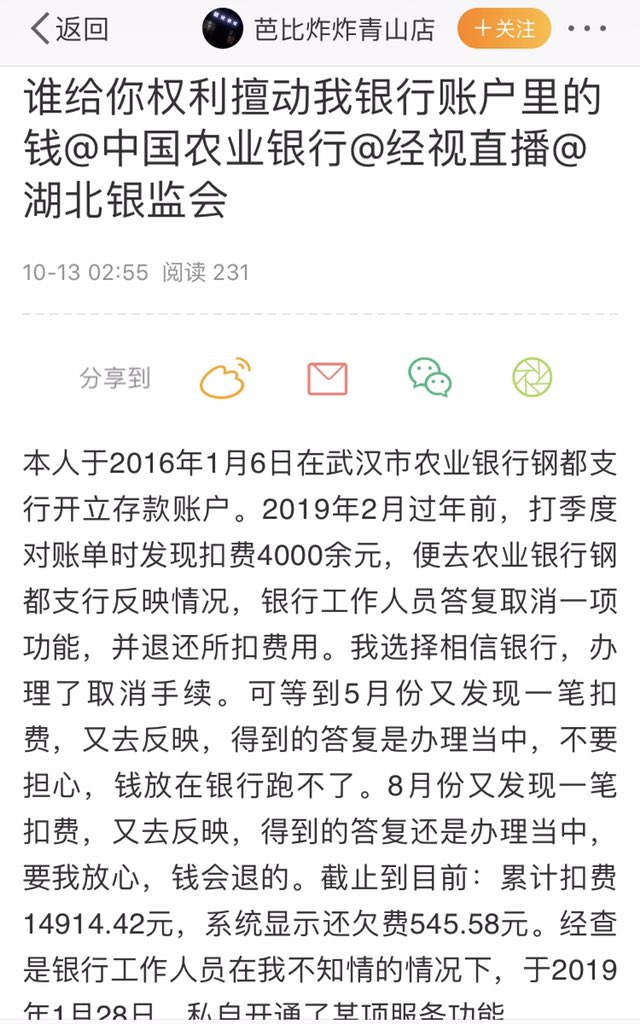 返回
芭比炸炸青山店
+关注
谁给你权利擅动我银行账户里的
钱@中国农业银行@经视直播@
湖北银监会
10-13 02:55 阅读 231
分享到
本人于2016年1月6日在武汉市农业银行钢都支
行开立存款账户。2019年2月过年前，打季度
对账单时发现扣费4000余元，便去农业银行钢
都支行反映情况，银行工作人员答复取消一项
功能，并退还所扣费用。我选择相信银行，办
理了取消手续。可等到5月份又发现一笔扣
费，又去反映，得到的答复是办理当中，不要
担心，钱放在银行跑不了。8月份又发现一笔
扣费，又去反映，得到的答复还是办理当中，
要我放心，钱会退的。截止到目前：累计扣费
14914.42元，系统显示还欠费545.58元。经查
是银行工作人员在我不知情的情况下，于2019
年1月28日，私自开通了某项服务功能